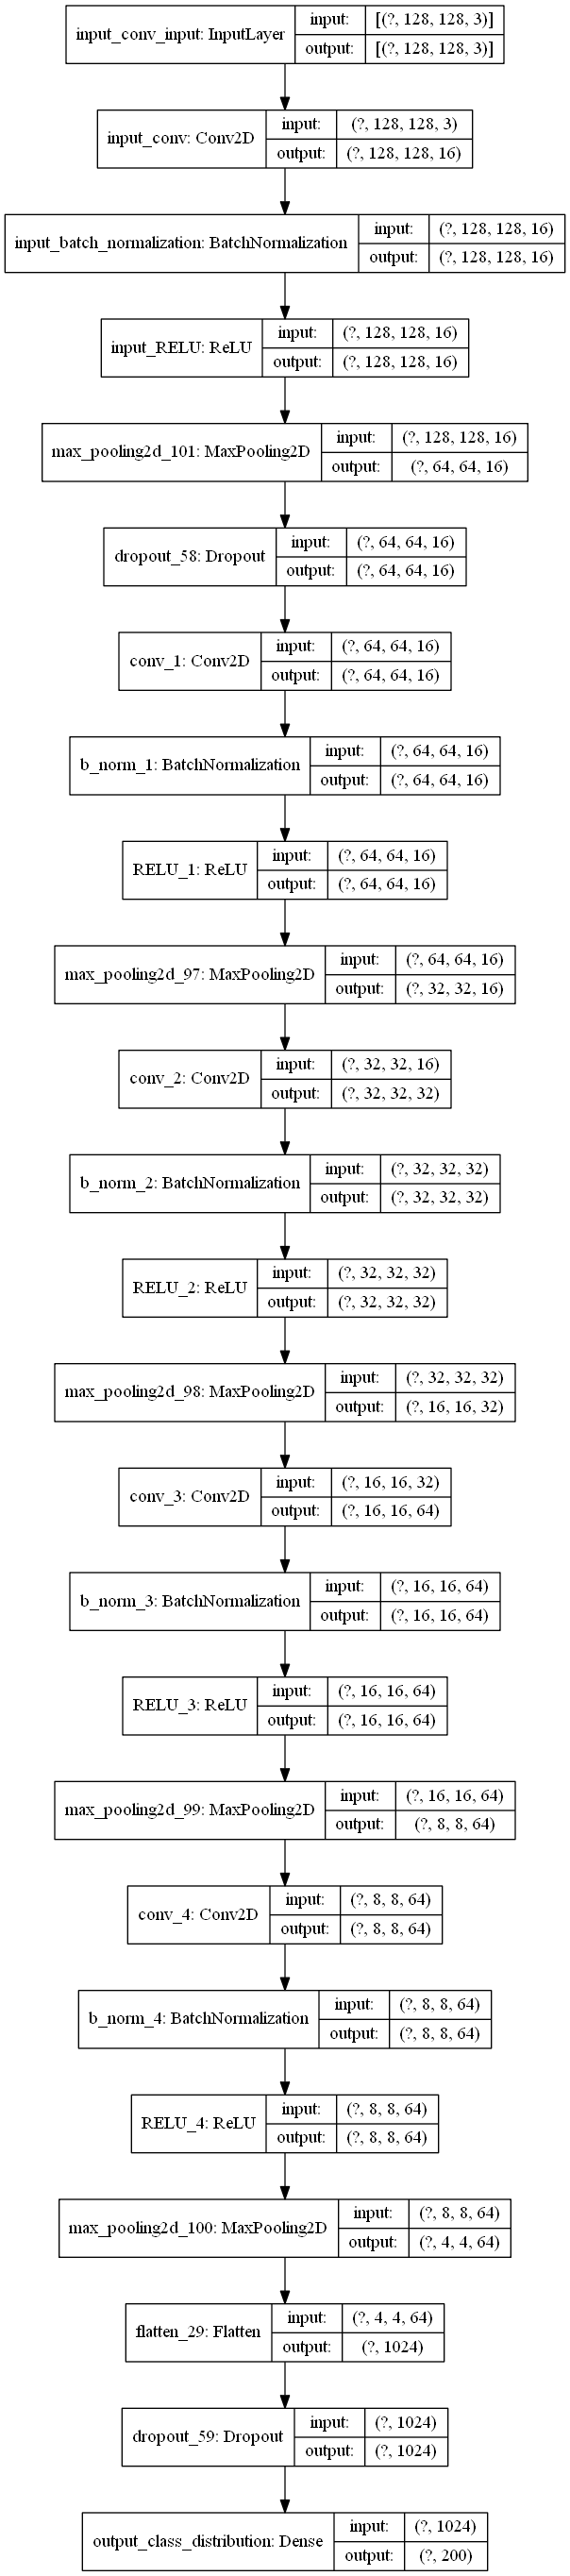 input_conv_input: InputLayer
input: [(?, 128, 128, 3)]
output: [(?, 128, 128, 3)]
input_conv: Conv2D
input: (?, 128, 128, 3)
output: (?, 128, 128, 16)
input_batch_normalization: BatchNormalization
input: (?, 128, 128, 16)
output: (?, 128, 128, 16)
input_RELU: ReLU
input: (?, 128, 128, 16)
output: (?, 128, 128, 16)
max_pooling2d_101: MaxPooling2D
input: (?, 128, 128, 16)
output: (?, 64, 64, 16)
dropout_58: Dropout
input: (?, 64, 64, 16)
output: (?, 64, 64, 16)
conv_1: Conv2D
input: (?, 64, 64, 16)
output: (?, 64, 64, 16)
b_norm_1: BatchNormalization
input: (?, 64, 64, 16)
output: (?, 64, 64, 16)
RELU_1: ReLU
input: (?, 64, 64, 16)
output: (?, 64, 64, 16)
max_pooling2d_97: MaxPooling2D
input: (?, 64, 64, 16)
output: (?, 32, 32, 16)
conv_2: Conv2D
input: (?, 32, 32, 16)
output: (?, 32, 32, 32)
b_norm_2: BatchNormalization
input: (?, 32, 32, 32)
output: (?, 32, 32, 32)
RELU_2: ReLU
input: (?, 32, 32, 32)
output: (?, 32, 32, 32)
max_pooling2d_98: MaxPooling2D
input: (?, 32, 32, 32)
output: (?, 16, 16, 32)
conv_3: Conv2D
input: (?, 16, 16, 32)
output: (?, 16, 16, 64)
b_norm_3: BatchNormalization
input: (?, 16, 16, 64)
output: (?, 16, 16, 64)
RELU_3: ReLU
input: (?, 16, 16, 64)
output: (?, 16, 16, 64)
max_pooling2d_99: MaxPooling2D
input: (?, 16, 16, 64)
output: (?, 8, 8, 64)
conv_4: Conv2D
input: (?, 8, 8, 64)
output: (?, 8, 8, 64)
b_norm_4: BatchNormalization
input: (?, 8, 8, 64)
output: (?, 8, 8, 64)
RELU_4: ReLU
input: (?, 8, 8, 64)
output: (?, 8, 8, 64)
max_pooling2d_100: MaxPooling2D
input: (?, 8, 8, 64)
output: (?, 4, 4, 64)
flatten_29: Flatten
input: (?, 4, 4, 64)
output: (?, 1024)
dropout_59: Dropout
input: (?, 1024)
output: (?, 1024)
output_class_distribution: Dense
input: (?, 1024)
output: (?, 200)